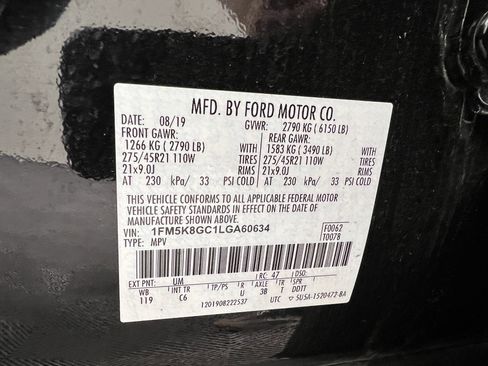 MFD. BY FORD MOTOR CO.
DATE: 08/19 GVWR: 2790 KG ( 6150 LB)
FRONT GAWR: REAR GAWR:
1266 KG ( 2790 LB) 1583 KG ( 3490 LB)
275/45R21 110W TIRES 275/45R21 110W TIRES
21x9.0J RIMS 21x9.0J RIMS
AT 230 kPa/ 33 PSI COLD AT 230 kPa/ 33 PSI COLD
THIS VEHICLE CONFORMS TO ALL APPLICABLE FEDERAL MOTOR
VEHICLE SAFETY STANDARDS IN EFFECT ON THE DATE OF
MANUFACTURE SHOWN ABOVE.
VIN: 1FM5K8GC1LGA60634 F0062
TYPE: MPV T0078
EXT PNT: UM RC: 47 DSO:
WB INT TR TP/PS R AXLE TR SPR
119 C6 U 3B T DDTT
1201908222537 UTC 5U5A-1520472-BA